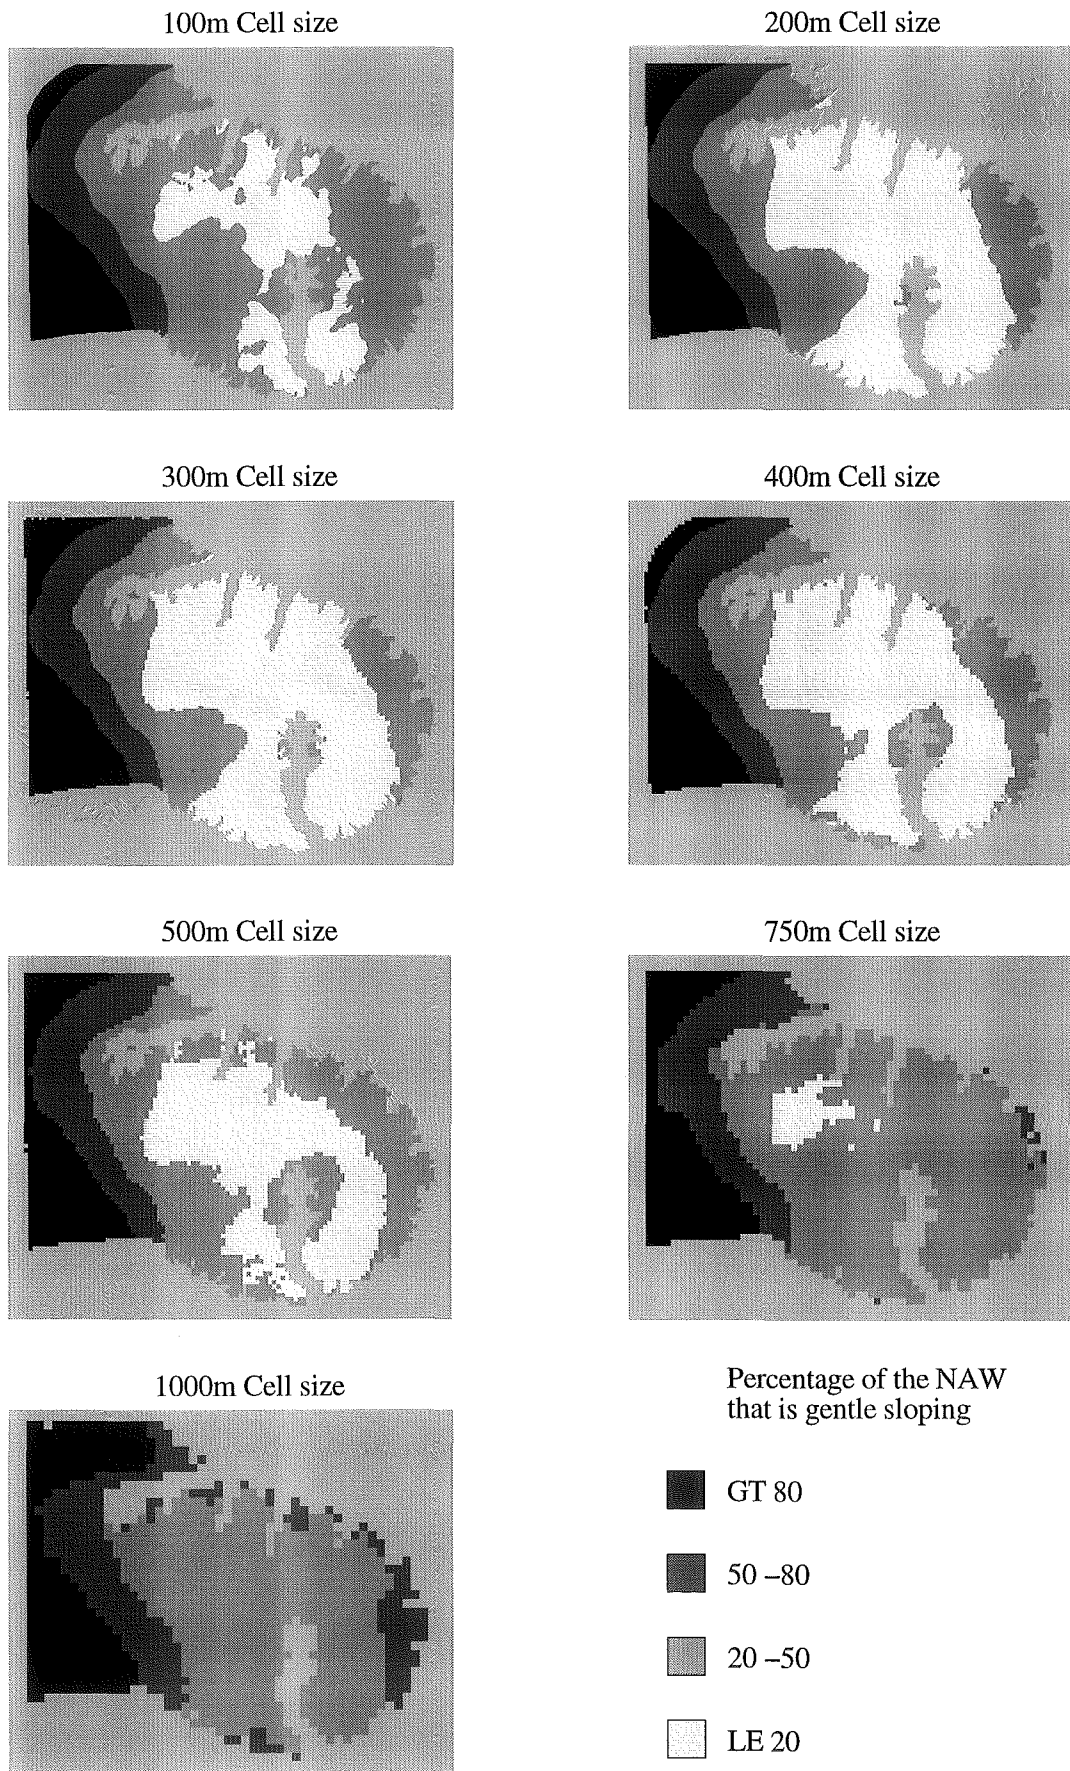 100m Cell size
200m Cell size
300m Cell size
400m Cell size
500m Cell size
750m Cell size
1000m Cell size
Percentage of the NAW
that is gentle sloping
GT 80
50 –80
20 –50
LE 20